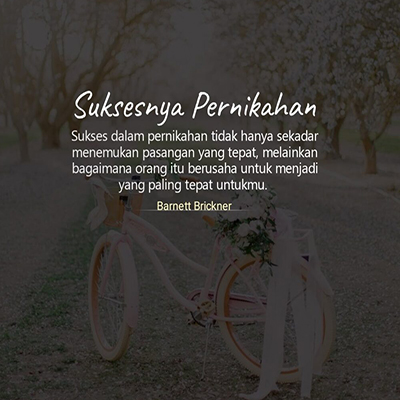 Suksesnya Pernikahan
Sukses dalam pernikahan tidak hanya sekadar
menemukan pasangan yang tepat, melainkan
bagaimana orang itu berusaha untuk menjadi
yang paling tepat untukmu.
Barnett Brickner